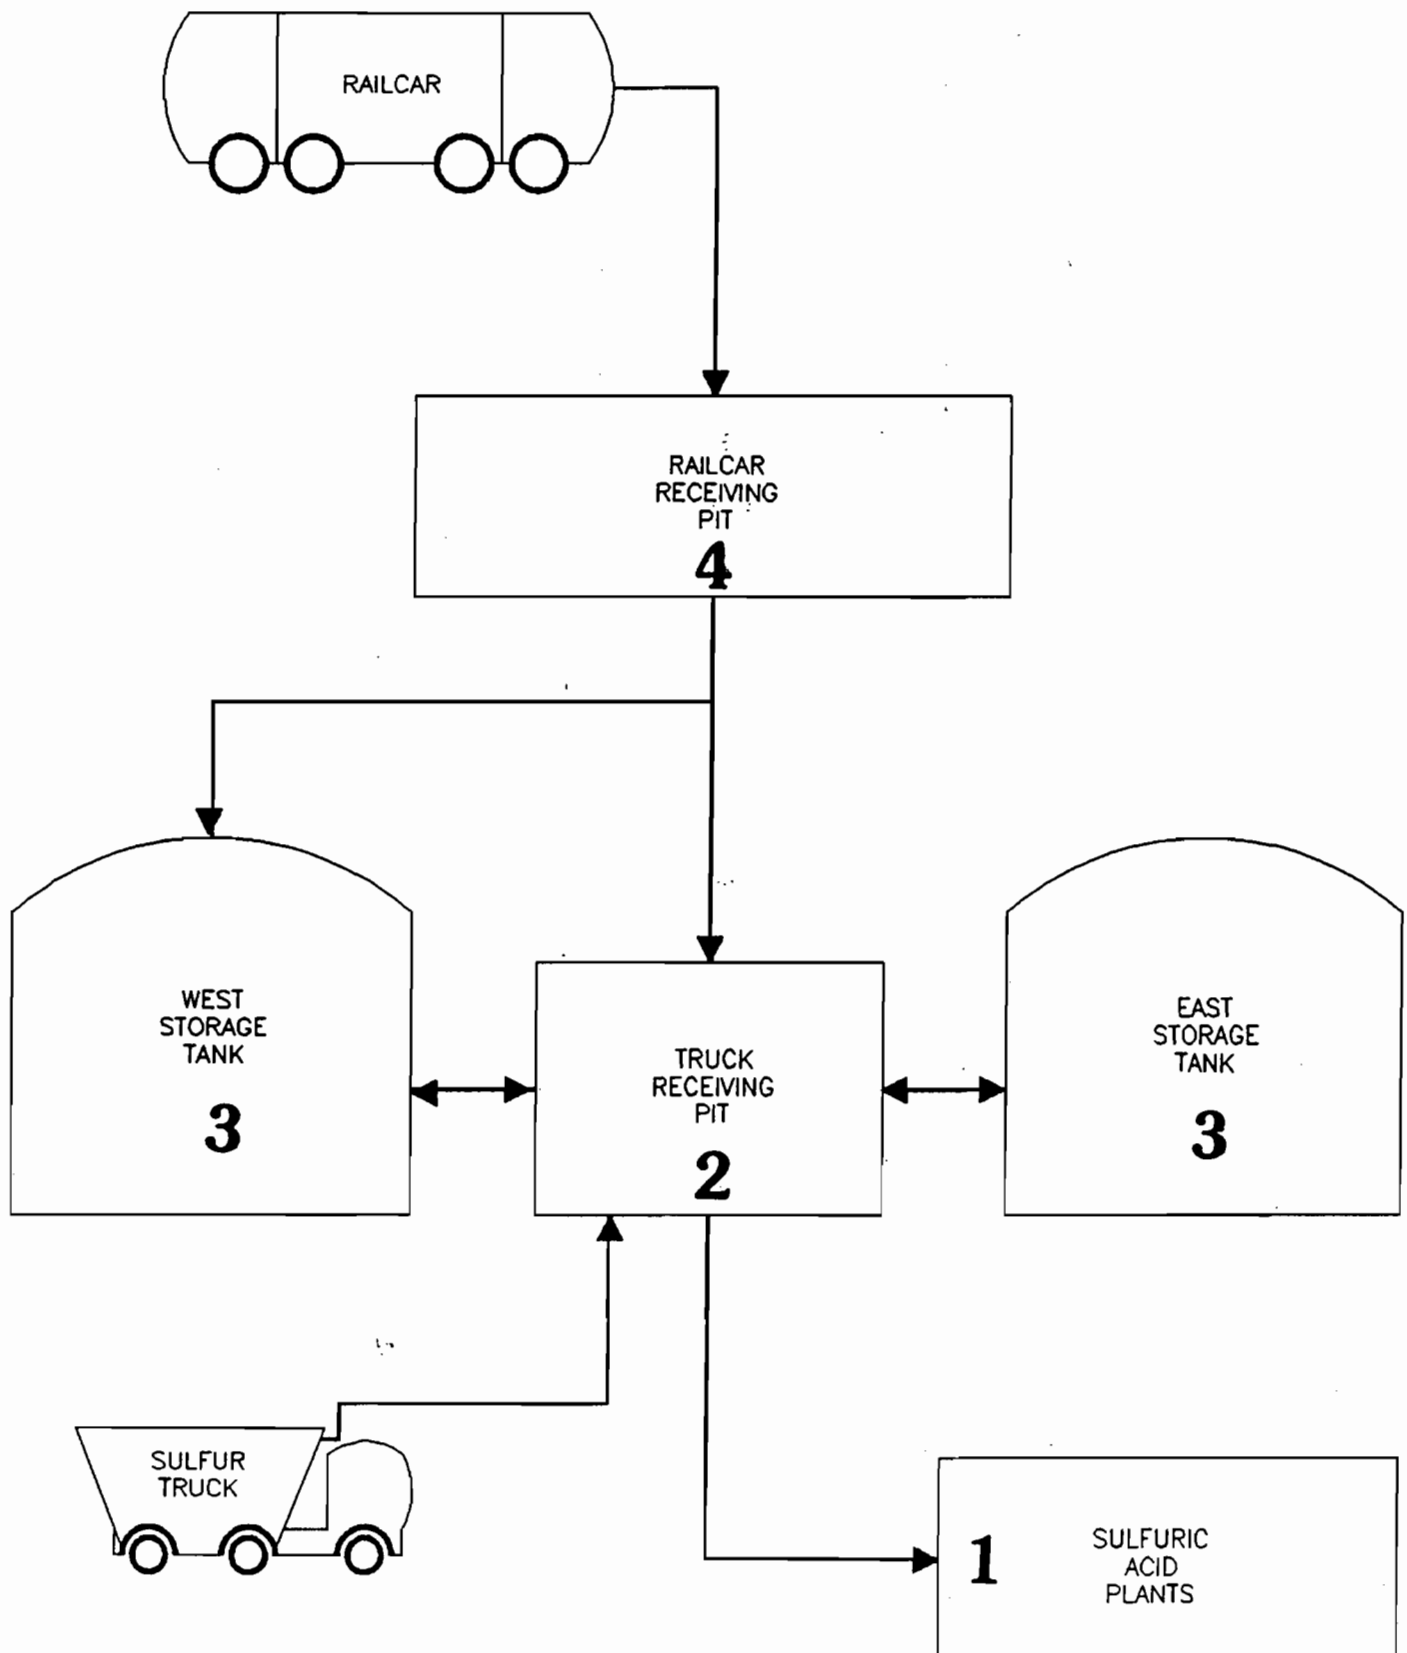 RAILCAR
RAILCAR
RECEIVING
PIT
4
WEST
STORAGE
TANK
3
TRUCK
RECEIVING
PIT
2
EAST
STORAGE
TANK
3
SULFUR
TRUCK
1
SULFURIC
ACID
PLANTS